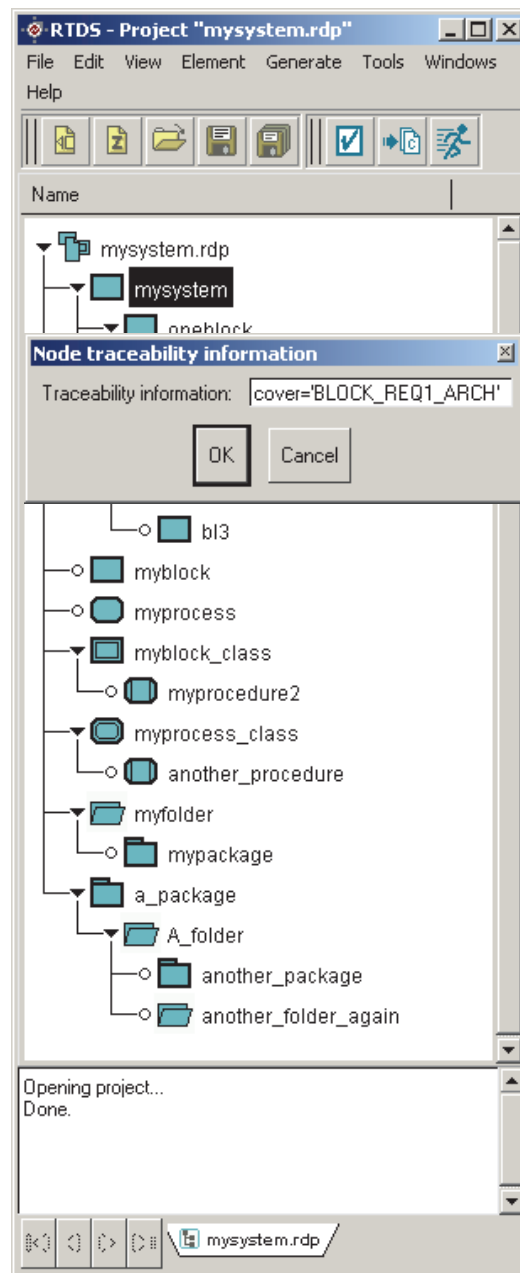 RTDS - Project "mysystem.rdp"
File Edit View Element Generate Tools Windows
Help
Name
mysystem.rdp
mysystem
oneblock
Node traceability information
Traceability information: cover='BLOCK_REQ1_ARCH'
OK Cancel
bl3
myblock
myprocess
myblock_class
myprocedure2
myprocess_class
another_procedure
myfolder
mypackage
a_package
A_folder
another_package
another_folder_again
Opening project...
Done.
mysystem.rdp